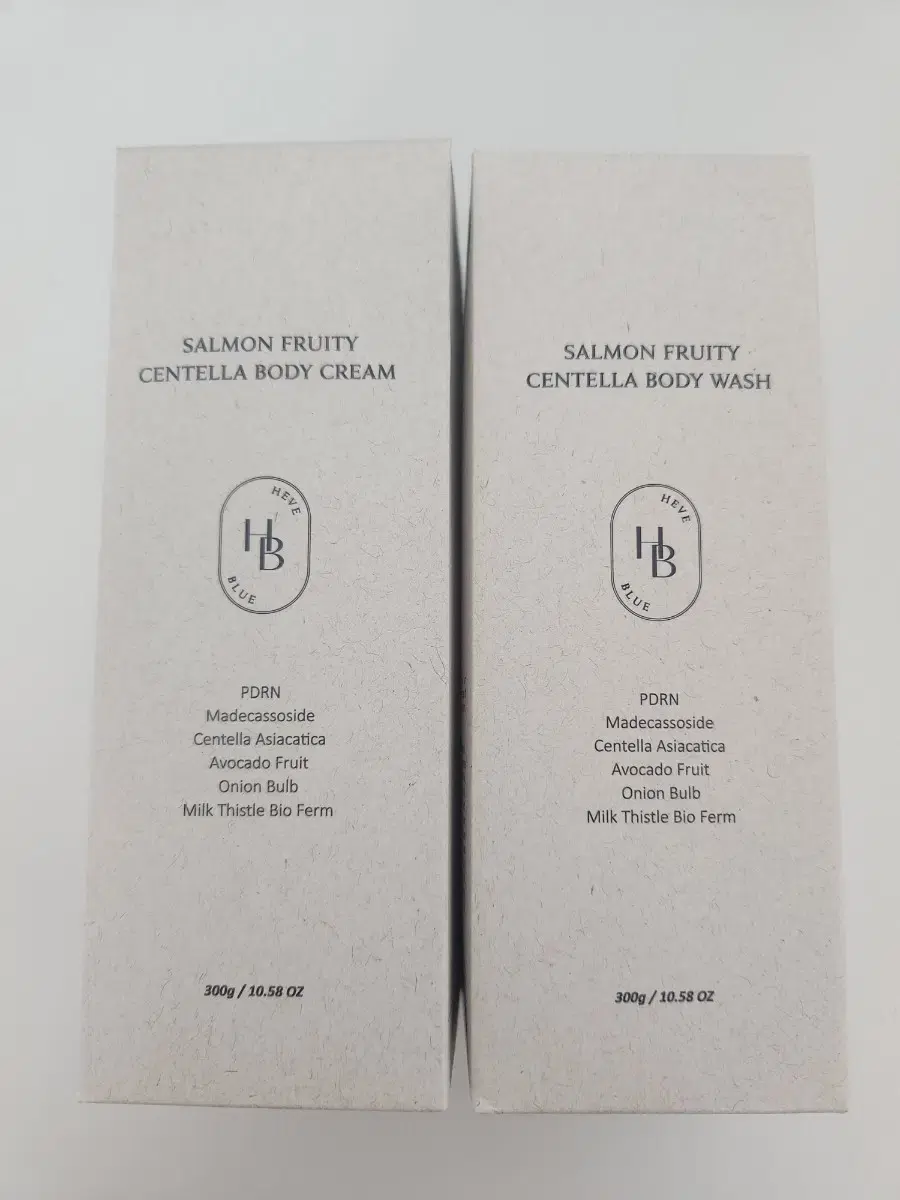 SALMON FRUITY
CENTELLA BODY CREAM
HEVE
HB
BLUE
PDRN
Madecassoside
Centella Asiacatica
Avocado Fruit
Onion Bulb
Milk Thistle Bio Ferm
300g / 10.58 OZ
SALMON FRUITY
CENTELLA BODY WASH
HEVE
HB
BLUE
PDRN
Madecassoside
Centella Asiacatica
Avocado Fruit
Onion Bulb
Milk Thistle Bio Ferm
300g / 10.58 OZ